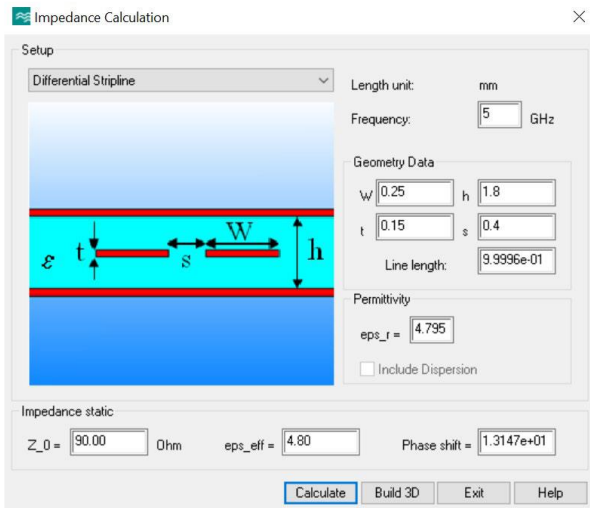 Impedance Calculation
Setup
Differential Stripline
Length unit: mm
Frequency: 5 GHz
Geometry Data
W 0.25 h 1.8
t 0.15 s 0.4
Line length: 9.9996e-01
Permittivity
eps_r = 4.795
Include Dispersion
ε t s W h
Impedance static
Z_0 = 90.00 Ohm eps_eff = 4.80 Phase shift = 1.3147e+01
Calculate Build 3D Exit Help